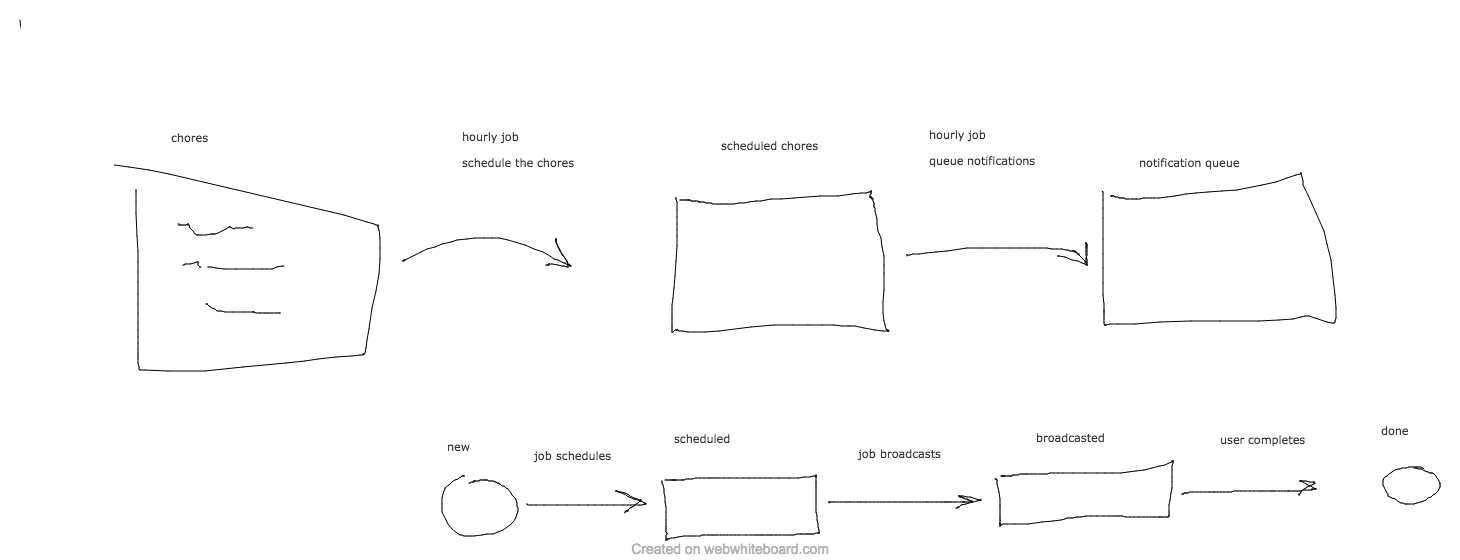 chores
hourly job
schedule the chores
scheduled chores
hourly job
queue notifications
notification queue
new
job schedules
scheduled
job broadcasts
broadcasted
user completes
done
Created on webwhiteboard.com